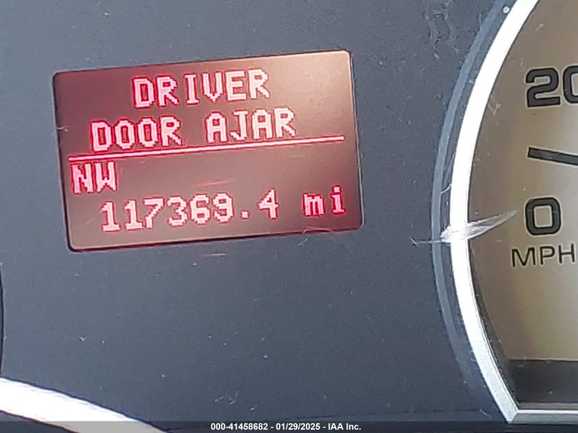 DRIVER
DOOR AJAR
NW
117369.4 mi
20
0
MPH
000-41458682 - 01/29/2025 - IAA Inc.